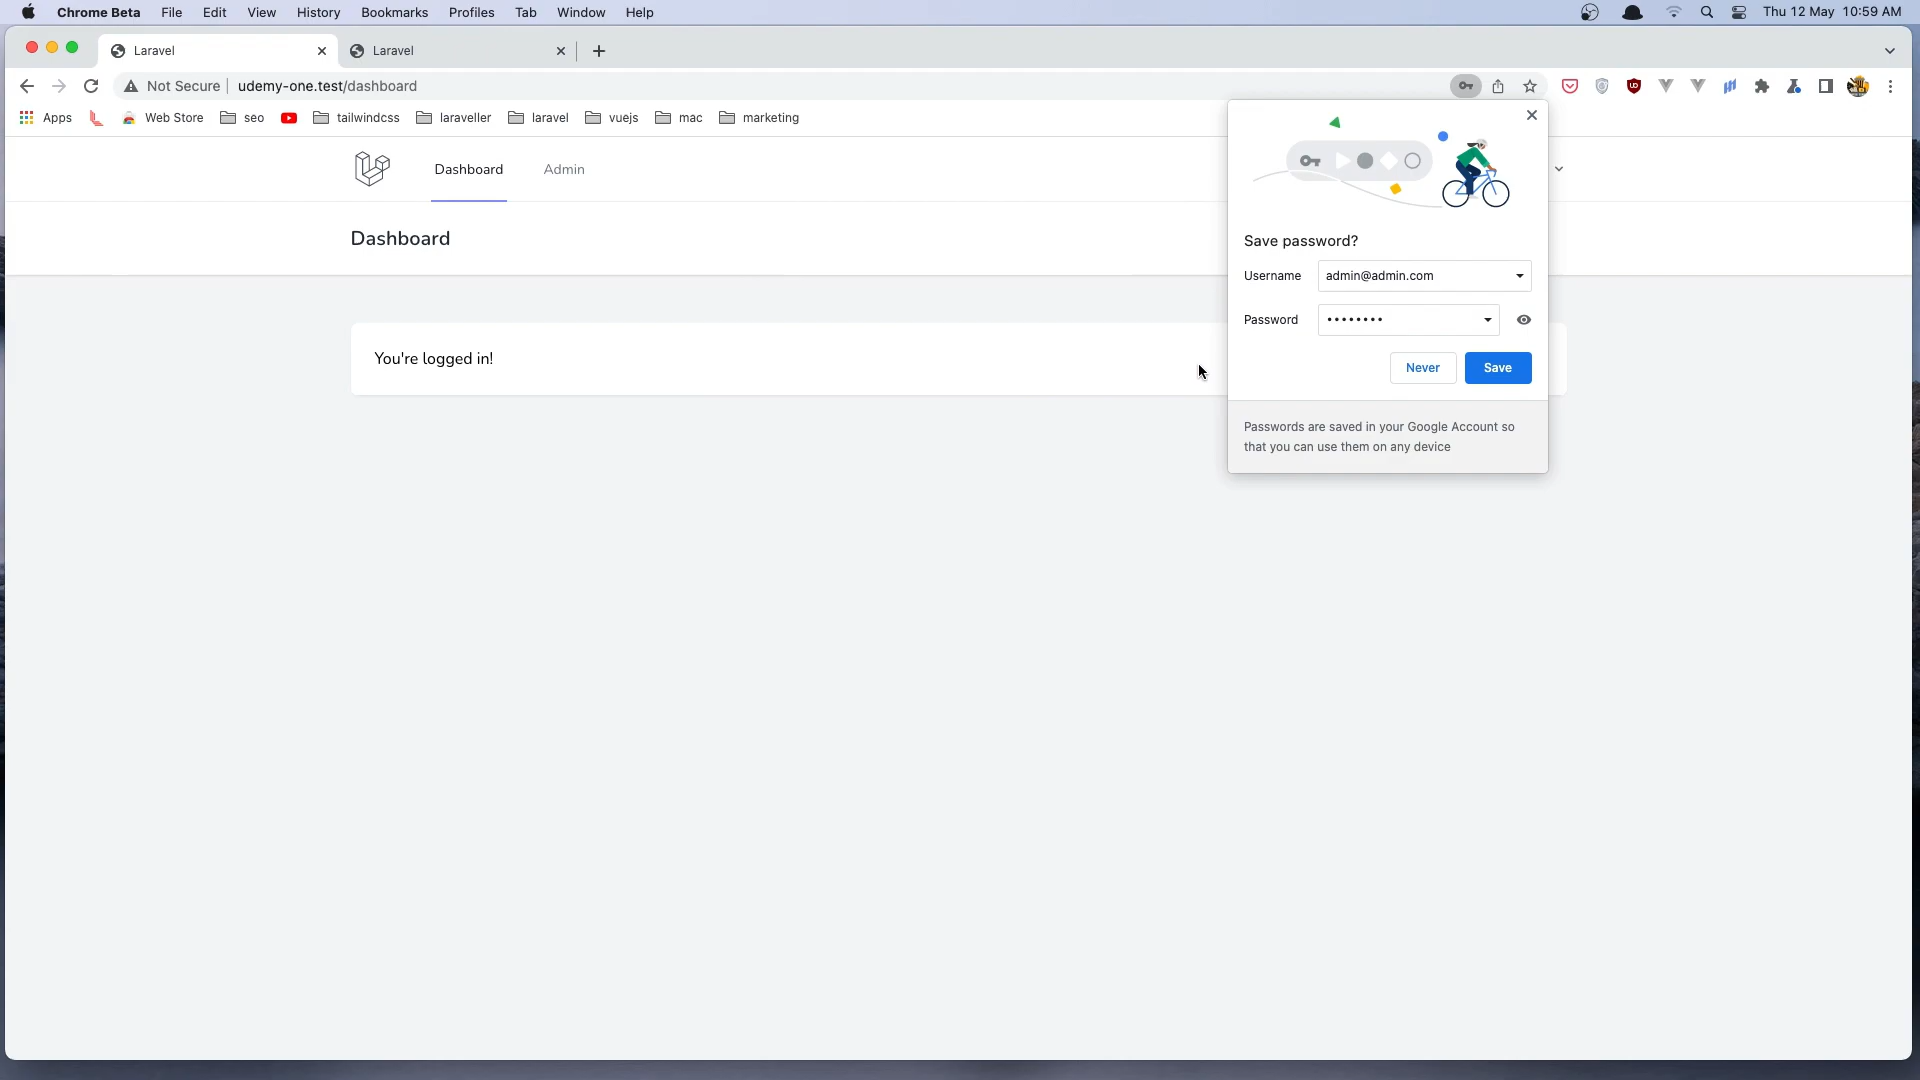 Chrome Beta File Edit View History Bookmarks Profiles Tab Window Help Thu 12 May 10:59 AM
Laravel Laravel
Not Secure udemy-one.test/dashboard
Apps Web Store seo tailwindcss laraveller laravel vuejs mac marketing
Dashboard Admin
Dashboard
You're logged in!
Save password?
Username admin@admin.com
Password ••••••••
Never Save
Passwords are saved in your Google Account so
that you can use them on any device